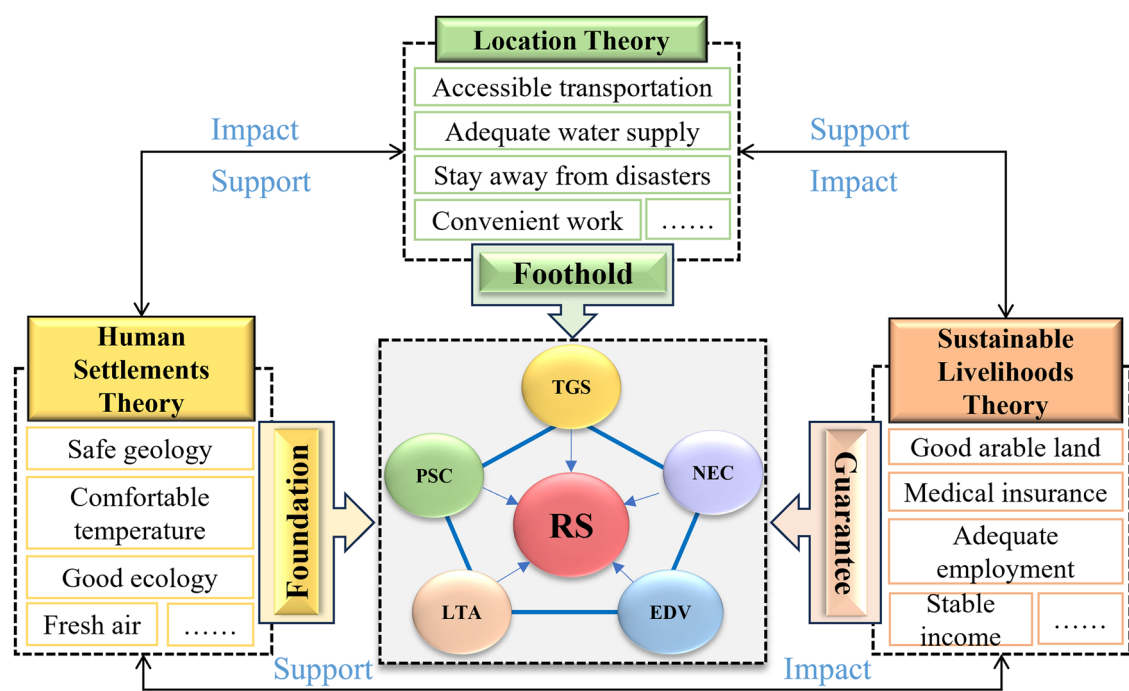 Location Theory
Accessible transportation
Adequate water supply
Stay away from disasters
Convenient work
……
Impact
Support
Support
Impact
Foothold
Human
Settlements
Theory
Safe geology
Comfortable
temperature
Good ecology
Fresh air
……
Foundation
TGS
PSC
NEC
RS
LTA
EDV
Sustainable
Livelihoods
Theory
Good arable land
Medical insurance
Adequate
employment
Stable
income
……
Guarantee
Support
Impact